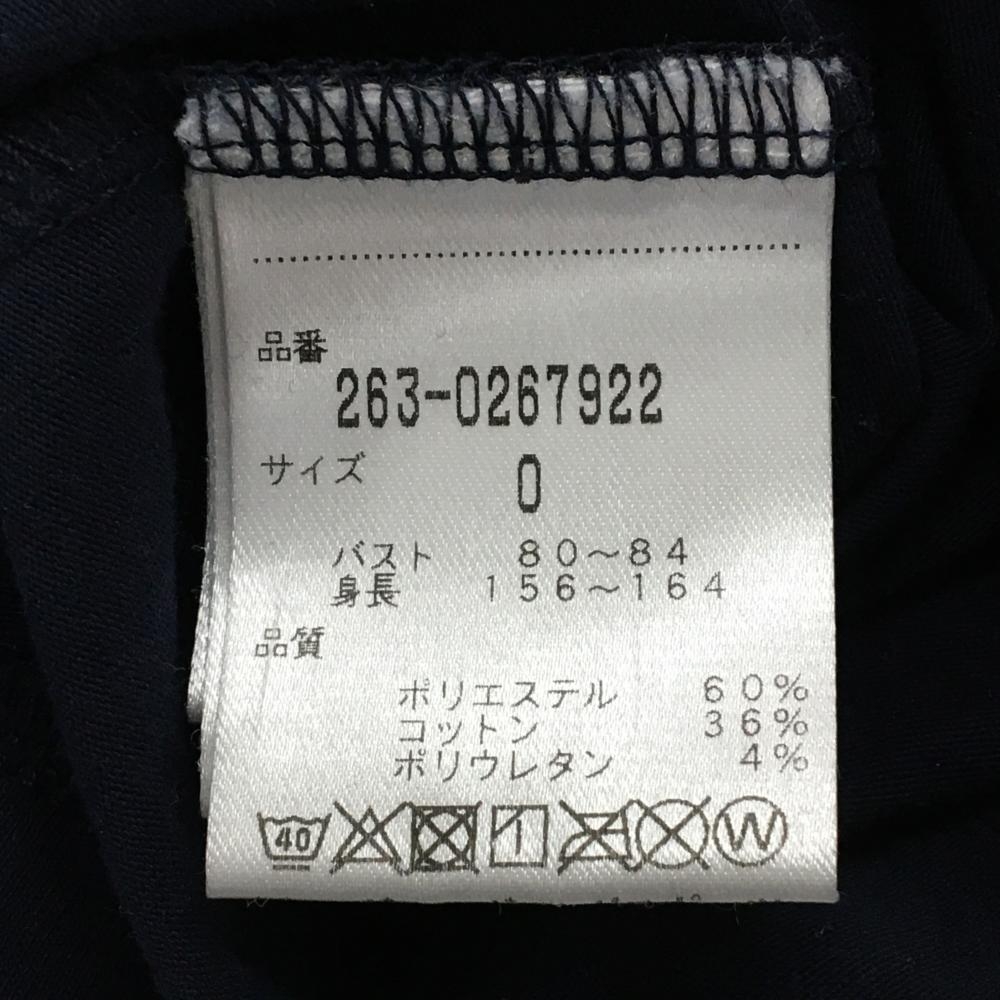 品番
263-0267922
サイズ 0
バスト 80〜84
身長 156〜164
品質
ポリエステル 60%
コットン 36%
ポリウレタン 4%
40 W